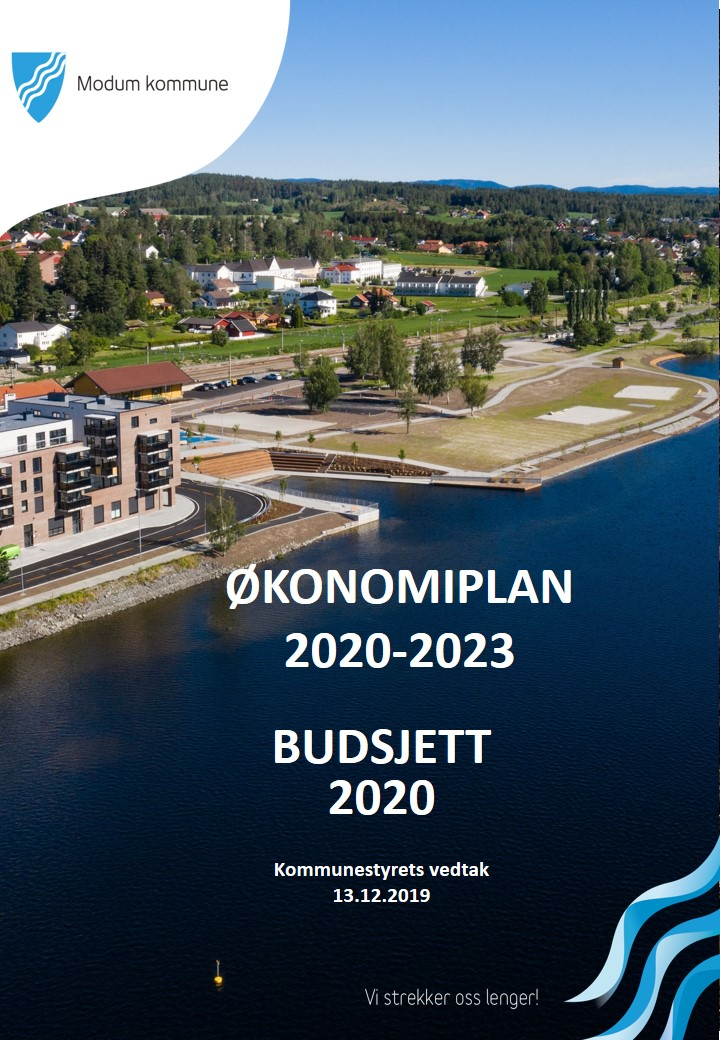 Modum kommune
ØKONOMIPLAN
2020-2023
BUDSJETT
2020
Kommunestyrets vedtak
13.12.2019
Vi strekker oss lenger!